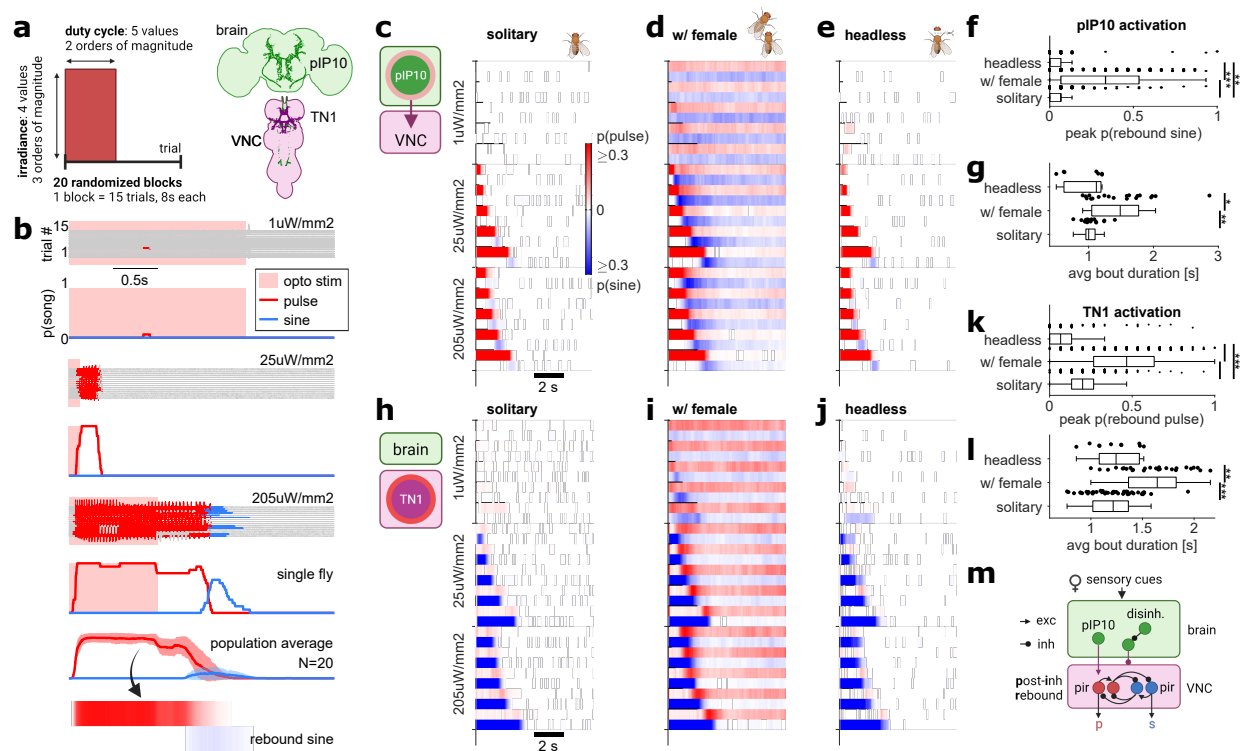 a
duty cycle: 5 values
2 orders of magnitude
irradiance: 4 values
3 orders of magnitude
trial
20 randomized blocks
1 block = 15 trials, 8s each
brain
pIP10
TN1
VNC
b
trial #
15
1
1uW/mm2
0.5s
opto stim
pulse
sine
p(song)
1
0
25uW/mm2
205uW/mm2
single fly
population average
N=20
rebound sine
c
solitary
pIP10
VNC
1uW/mm2
25uW/mm2
205uW/mm2
2 s
p(pulse)
≥0.3
0
≥0.3
p(sine)
d
w/ female
e
headless
f
pIP10 activation
headless
w/ female
solitary
***
**
0
0.5
1
peak p(rebound sine)
g
headless
w/ female
solitary
*
**
0
1
2
3
avg bout duration [s]
h
solitary
brain
TN1
1uW/mm2
25uW/mm2
205uW/mm2
2 s
i
w/ female
j
headless
k
TN1 activation
headless
w/ female
solitary
***
0
0.5
1
peak p(rebound pulse)
l
headless
w/ female
solitary
**
***
1
1.5
2
avg bout duration [s]
m
♀ sensory cues
exc
inh
pIP10
disinh.
brain
post-inh
rebound
pir
pir
VNC
p
s